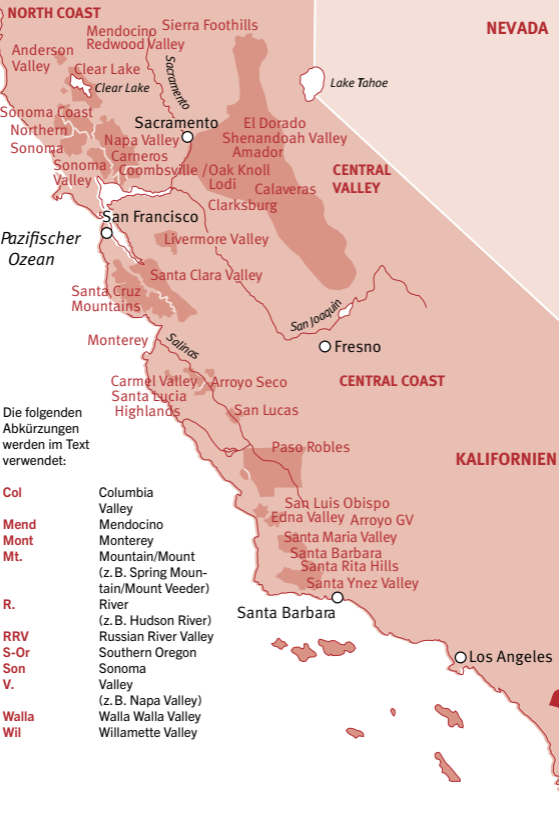 NORTH COAST
Sierra Foothills
NEVADA
Mendocino
Redwood Valley
Anderson
Valley
Clear Lake
Clear Lake
Sacramento
Lake Tahoe
Sonoma Coast
Northern
Sonoma
Sacramento
El Dorado
Napa Valley
Shenandoah Valley
Carneros
Amador
Sonoma
Valley
Coombsville /Oak Knoll
Lodi
Calaveras
Clarksburg
CENTRAL
VALLEY
San Francisco
Pazifischer
Ozean
Livermore Valley
Santa Clara Valley
Santa Cruz
Mountains
San Joaquin
Monterey
Salinas
Fresno
Carmel Valley
Arroyo Seco
CENTRAL COAST
Santa Lucia
Highlands
San Lucas
Paso Robles
KALIFORNIEN
San Luis Obispo
Edna Valley
Arroyo GV
Santa Maria Valley
Santa Barbara
Santa Rita Hills
Santa Ynez Valley
Santa Barbara
Los Angeles
Die folgenden
Abkürzungen
werden im Text
verwendet:
Col Columbia
Valley
Mend Mendocino
Mont Monterey
Mt. Mountain/Mount
(z. B. Spring Moun-
tain/Mount Veeder)
R. River
(z. B. Hudson River)
RRV Russian River Valley
S-Or Southern Oregon
Son Sonoma
V. Valley
(z. B. Napa Valley)
Walla Walla Walla Valley
Wil Willamette Valley